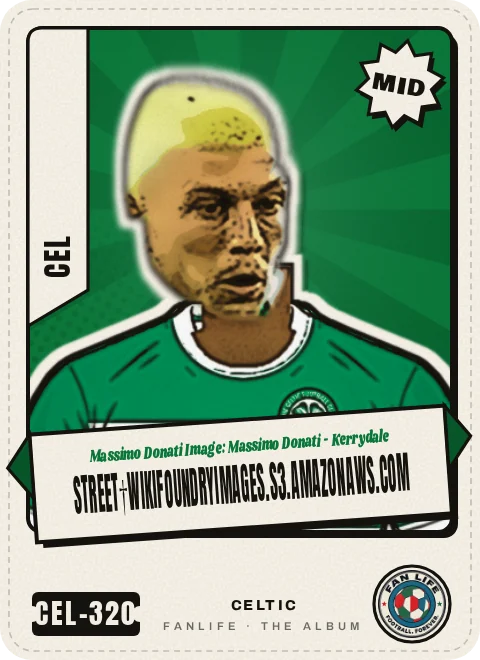 MID
CEL
Massimo Donati Image: Massimo Donati - Kerrydale
STREET†WIKIFOUNDRYIMAGES.S3.AMAZONAWS.COM
CEL-320
CELTIC
FANLIFE · THE ALBUM
FAN LIFE
FOOTBALL. FOREVER.